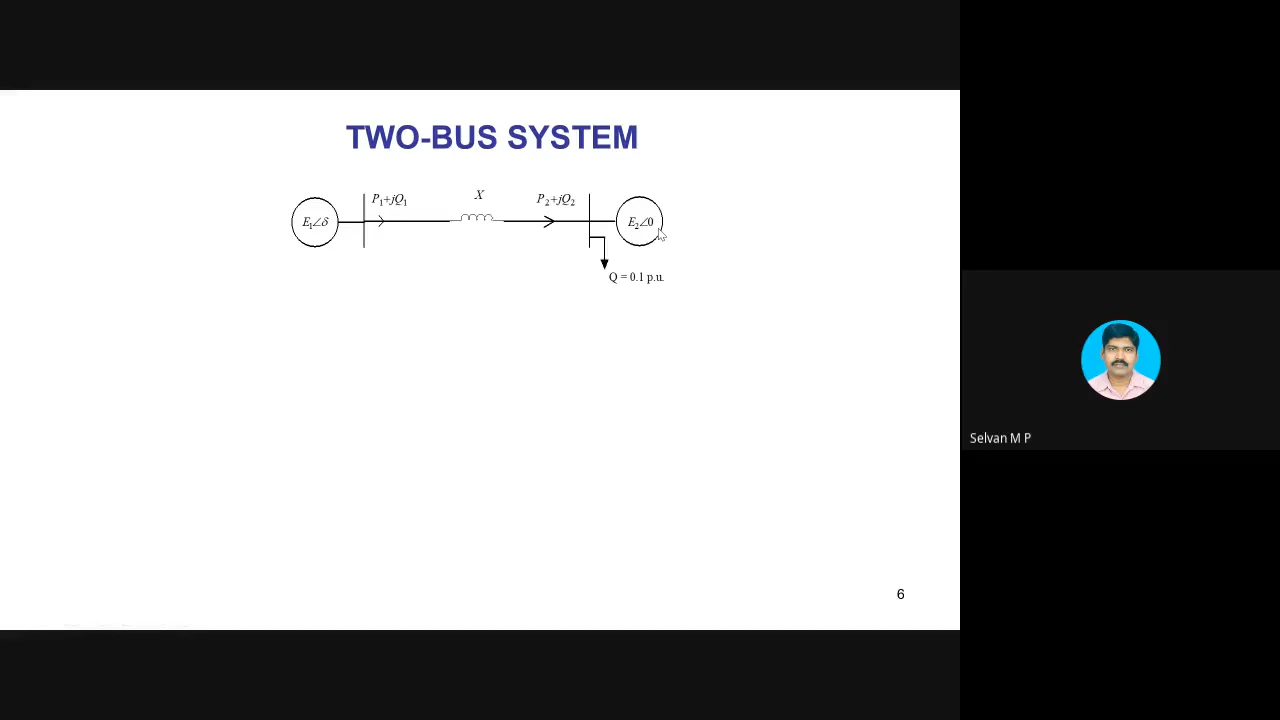 TWO-BUS SYSTEM
P1+jQ1 X P2+jQ2
E1∠δ E2∠0
Q = 0.1 p.u.
Selvan M P
6